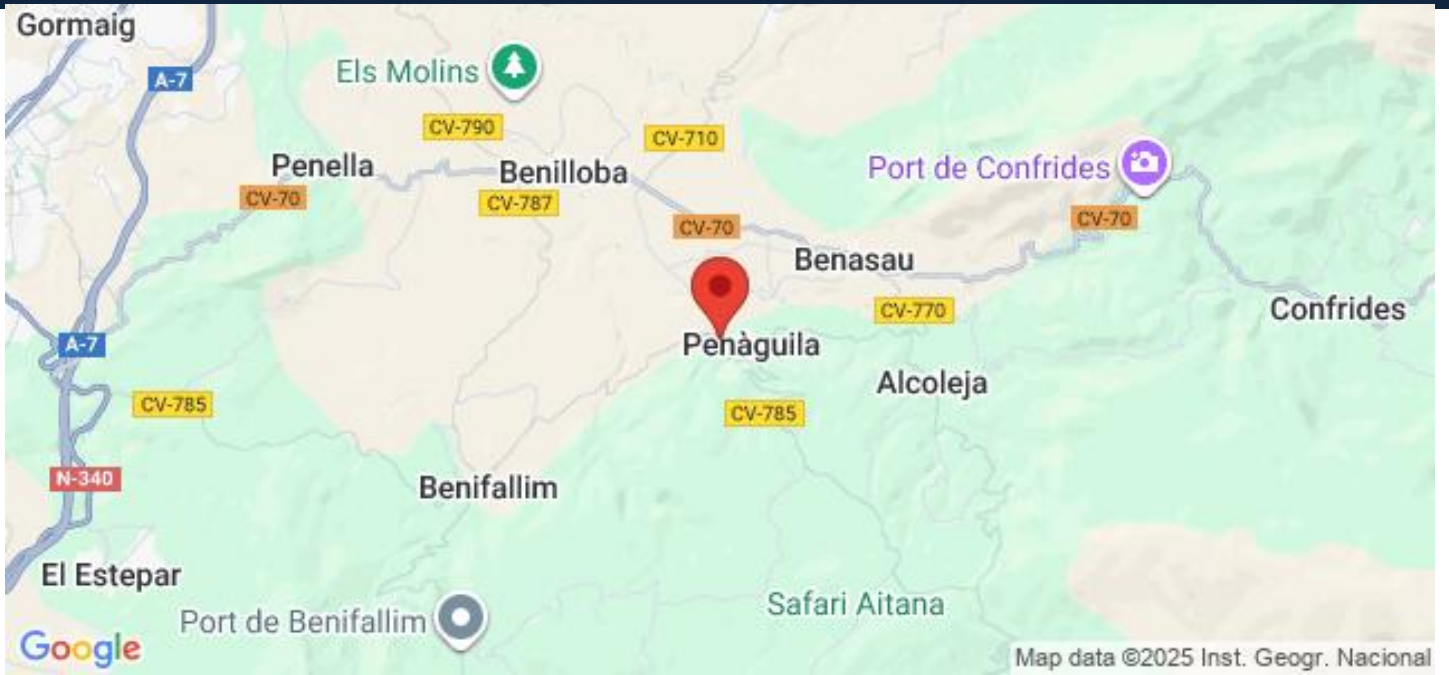 Gormaig
A-7
Els Molins
CV-790
CV-710
Penella
Benilloba
Port de Confrides
CV-70
CV-787
CV-70
CV-70
Benasau
CV-770
Confrides
A-7
Penàguila
Alcoleja
CV-785
CV-785
N-340
Benifallim
El Estepar
Safari Aitana
Port de Benifallim
Google
Map data ©2025 Inst. Geogr. Nacional